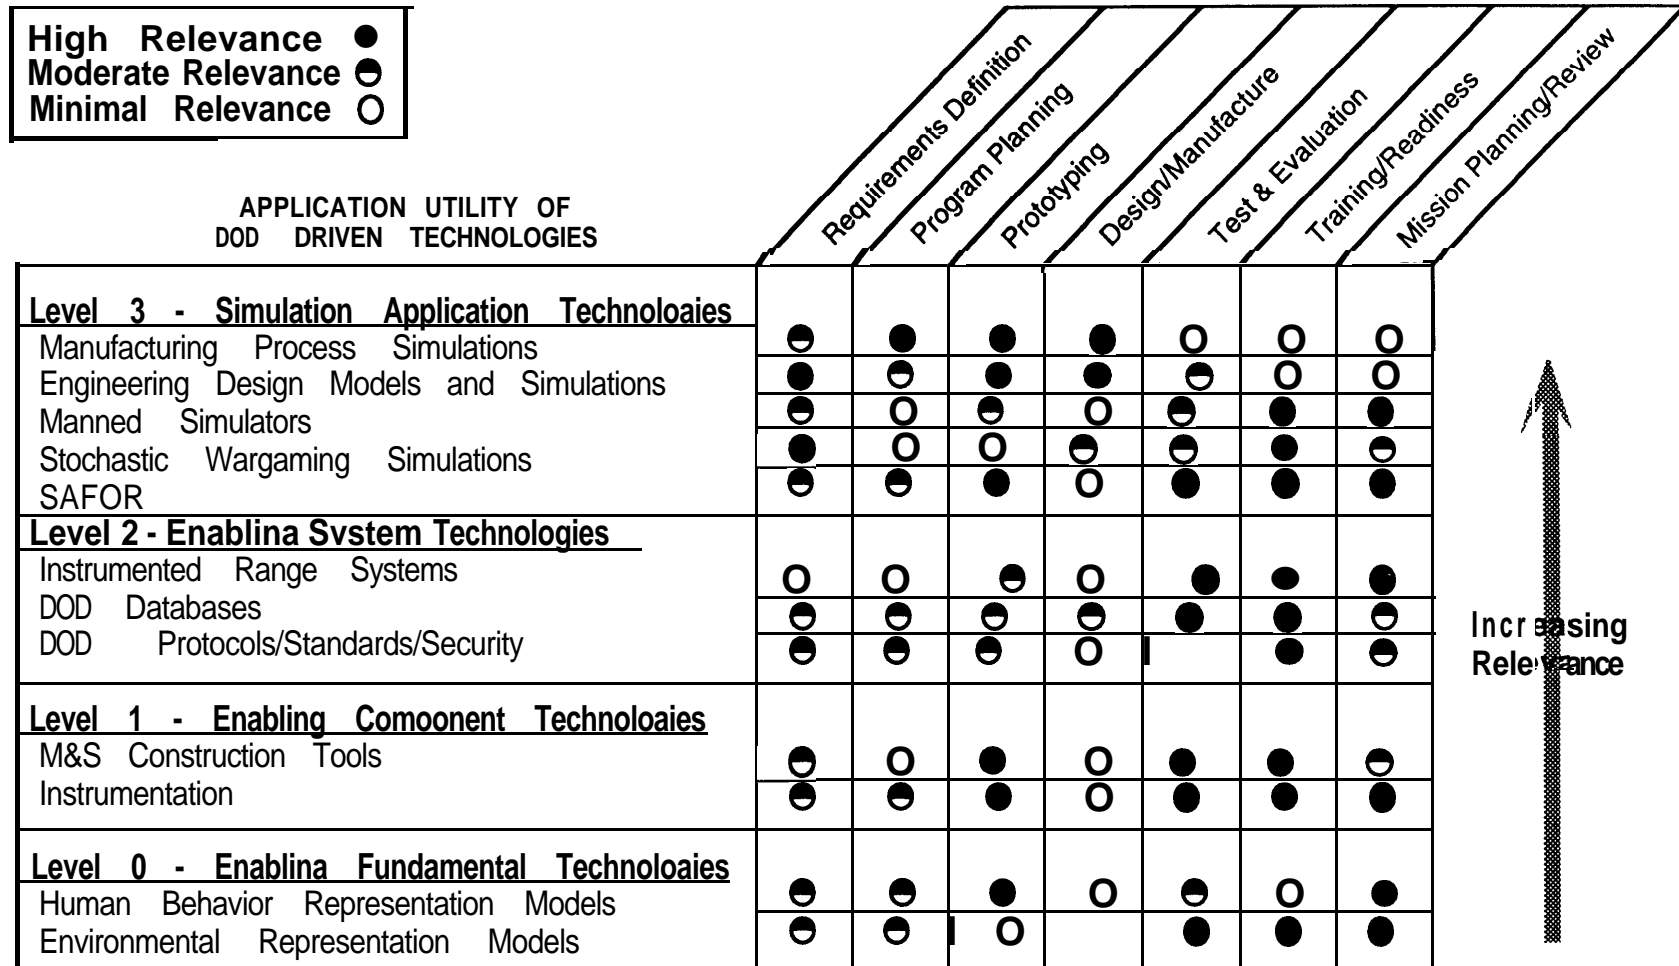 High Relevance ●
Moderate Relevance ◒
Minimal Relevance O
APPLICATION UTILITY OF
DOD DRIVEN TECHNOLOGIES
Requirements Definition
Program Planning
Prototyping
Design/Manufacture
Test & Evaluation
Training/Readiness
Mission Planning/Review
Level 3 - Simulation Application Technoloaies
Manufacturing Process Simulations
Engineering Design Models and Simulations
Manned Simulators
Stochastic Wargaming Simulations
SAFOR
Level 2 - Enablina Svstem Technologies
Instrumented Range Systems
DOD Databases
DOD Protocols/Standards/Security
Level 1 - Enabling Comoonent Technoloaies
M&S Construction Tools
Instrumentation
Level 0 - Enablina Fundamental Technoloaies
Human Behavior Representation Models
Environmental Representation Models
Increasing
Relevance